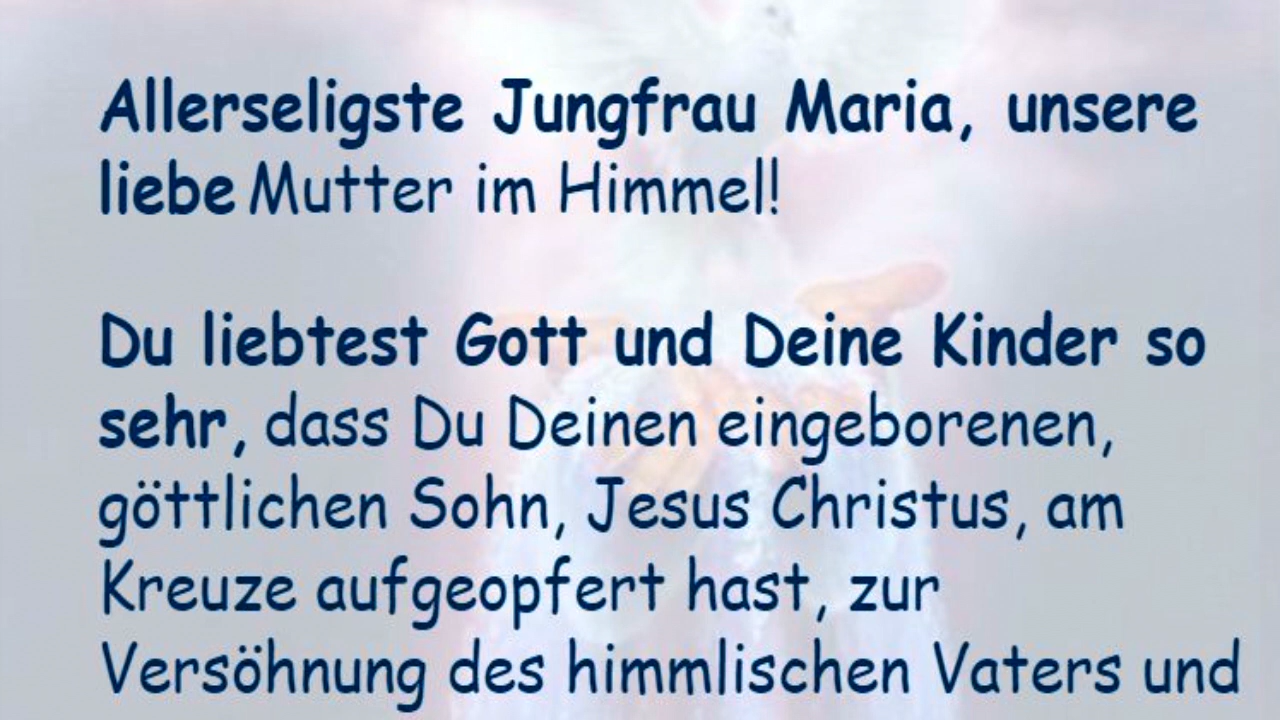 Allerseligste Jungfrau Maria, unsere
liebe Mutter im Himmel!
Du liebtest Gott und Deine Kinder so
sehr, dass Du Deinen eingeborenen,
göttlichen Sohn, Jesus Christus, am
Kreuze aufgeopfert hast, zur
Versöhnung des himmlischen Vaters und